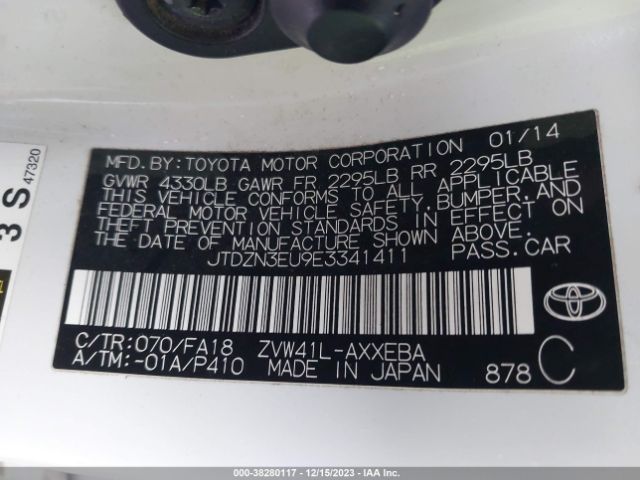 MFD.BY:TOYOTA MOTOR CORPORATION 01/14
GVWR 4330LB GAWR FR 2295LB RR 2295LB
THIS VEHICLE CONFORMS TO ALL APPLICABLE
FEDERAL MOTOR VEHICLE SAFETY,BUMPER,AND
THEFT PREVENTION STANDARDS IN EFFECT ON
THE DATE OF MANUFACTURE SHOWN ABOVE.
JTDZN3EU9E3341411 PASS.CAR
C/TR:070/FA18 ZVW41L-AXXEBA
A/TM:-01A/P410 MADE IN JAPAN 878 C
3 S 47320
000-38280117 - 12/15/2023 - IAA Inc.